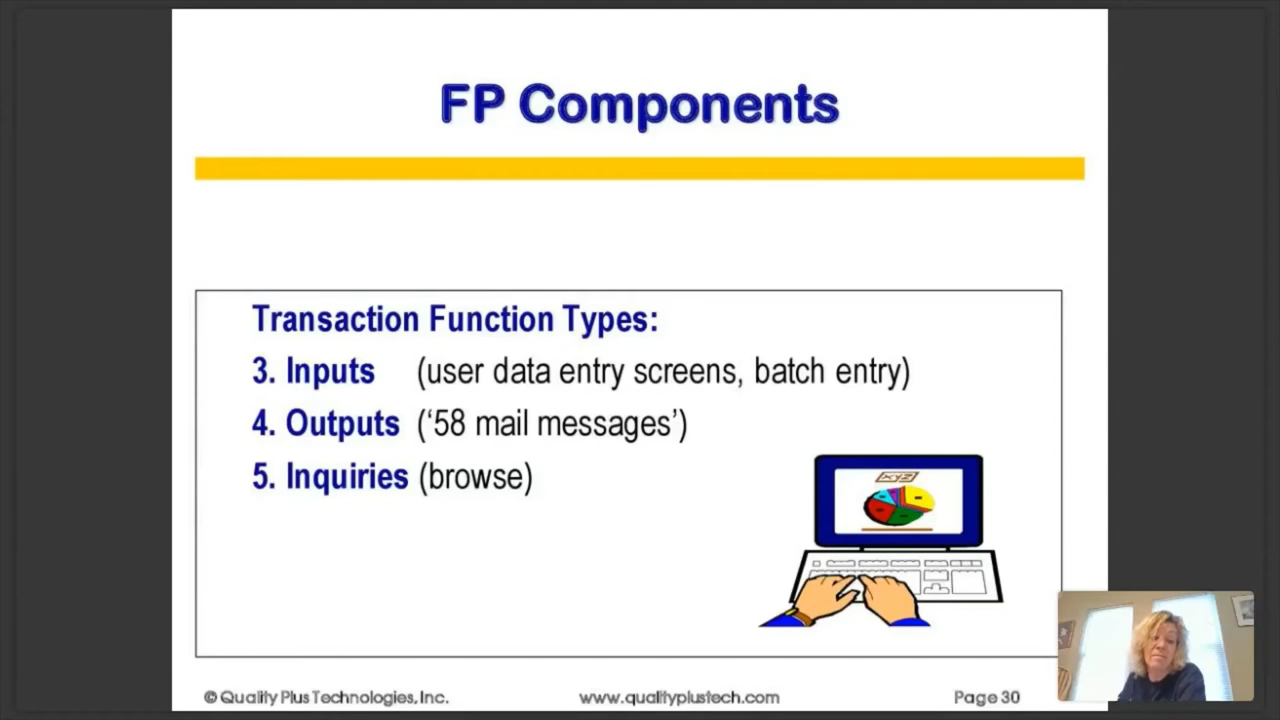 FP Components
Transaction Function Types:
3. Inputs (user data entry screens, batch entry)
4. Outputs (‘58 mail messages’)
5. Inquiries (browse)
© Quality Plus Technologies, Inc. www.qualityplustech.com Page 30